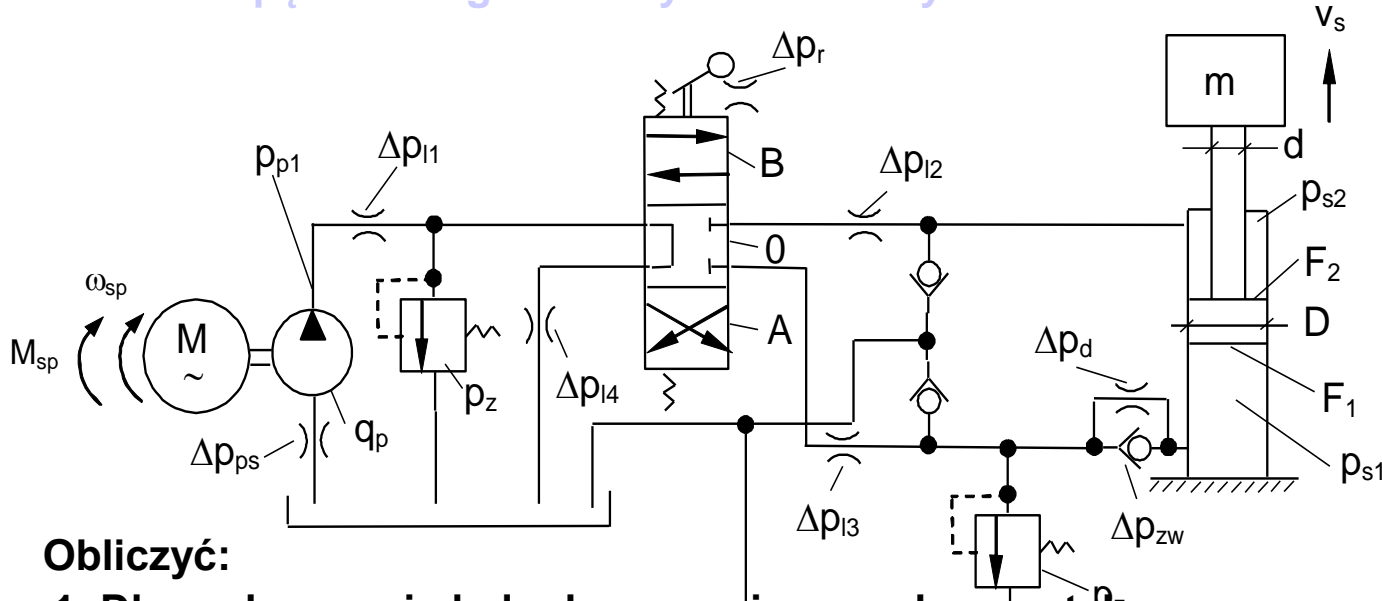 v_s
Δp_r
m
B
d
p_p1
Δp_l1
Δp_l2
p_s2
0
F_2
ω_sp
M
~
A
D
M_sp
Δp_d
p_z
Δp_l4
F_1
q_p
Δp_ps
p_s1
Δp_l3
Δp_zw
Obliczyć: